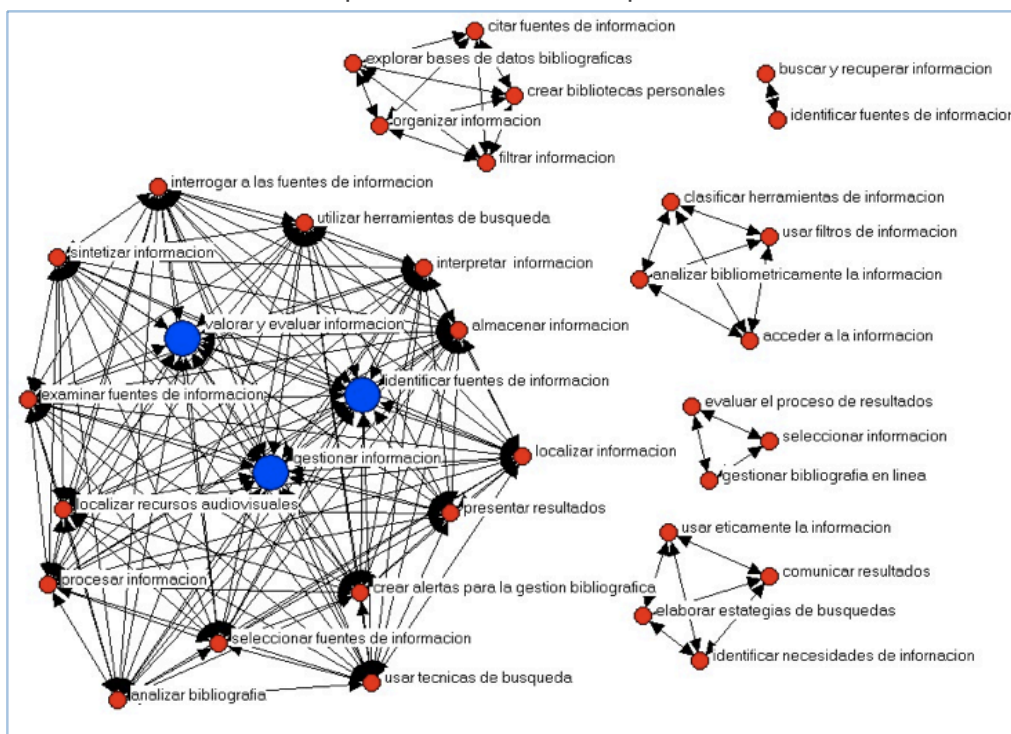 citar fuentes de informacion
explorar bases de datos bibliograficas
crear bibliotecas personales
organizar informacion
filtrar informacion
buscar y recuperar informacion
identificar fuentes de informacion
interrogar a las fuentes de informacion
utilizar herramientas de busqueda
sintetizar informacion
interpretar informacion
valorar y evaluar informacion
almacenar informacion
identificar fuentes de informacion
examinar fuentes de informacion
gestionar informacion
localizar informacion
localizar recursos audiovisuales
presentar resultados
procesar informacion
crear alertas para la gestion bibliografica
seleccionar fuentes de informacion
usar tecnicas de busqueda
analizar bibliografia
clasificar herramientas de informacion
usar filtros de informacion
analizar bibliometricamente la informacion
acceder a la informacion
evaluar el proceso de resultados
seleccionar informacion
gestionar bibliografia en linea
usar eticamente la informacion
comunicar resultados
elaborar estategias de busquedas
identificar necesidades de infornacion